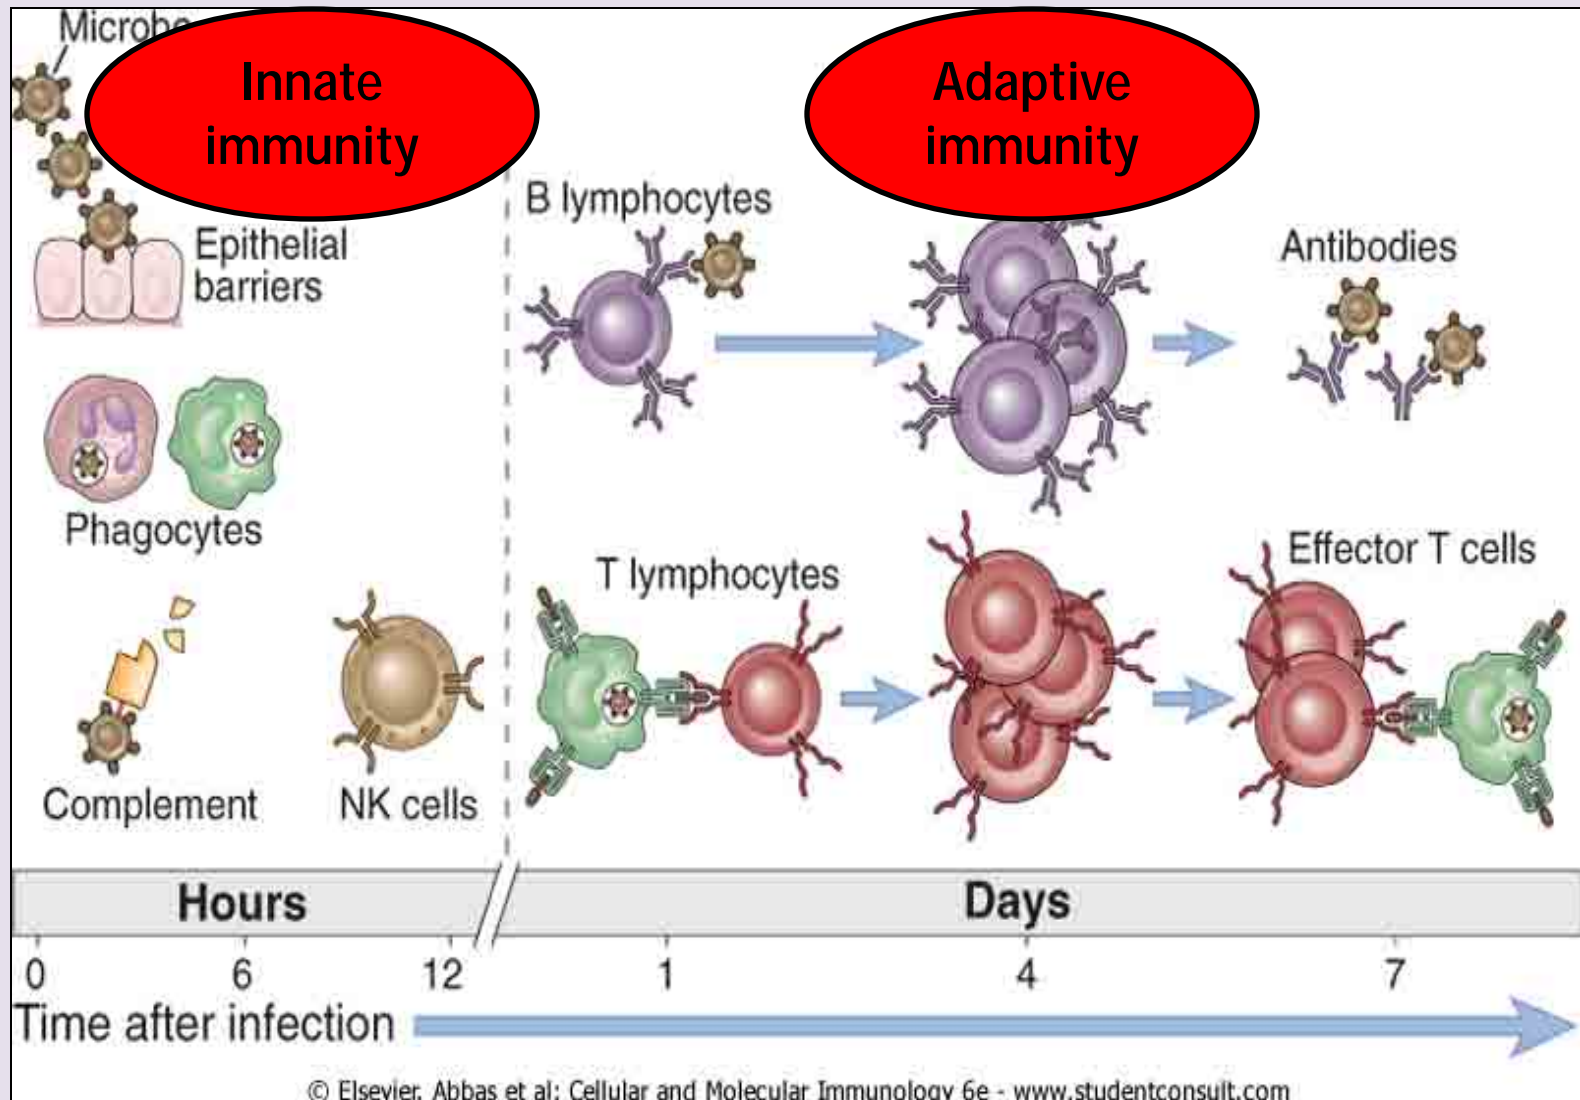 Microbe
Innate
immunity
Adaptive
immunity
B lymphocytes
Epithelial
barriers
Antibodies
Phagocytes
T lymphocytes
Effector T cells
Complement
NK cells
Hours
Days
0
6
12
1
4
7
Time after infection
© Elsevier. Abbas et al: Cellular and Molecular Immunology 6e - www.studentconsult.com